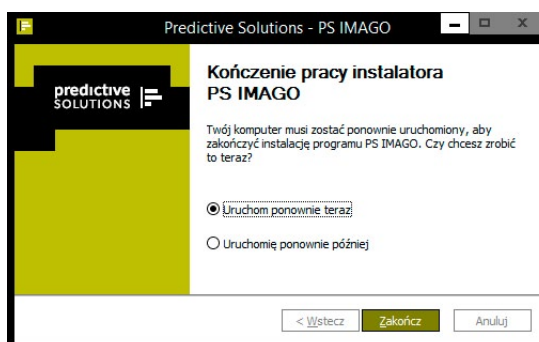 Predictive Solutions - PS IMAGO
predictive
SOLUTIONS
Kończenie pracy instalatora
PS IMAGO
Twój komputer musi zostać ponownie uruchomiony, aby
zakończyć instalację programu PS IMAGO. Czy chcesz zrobić
to teraz?
Uruchom ponownie teraz
Uruchomię ponownie później
< Wstecz Zakończ Anuluj